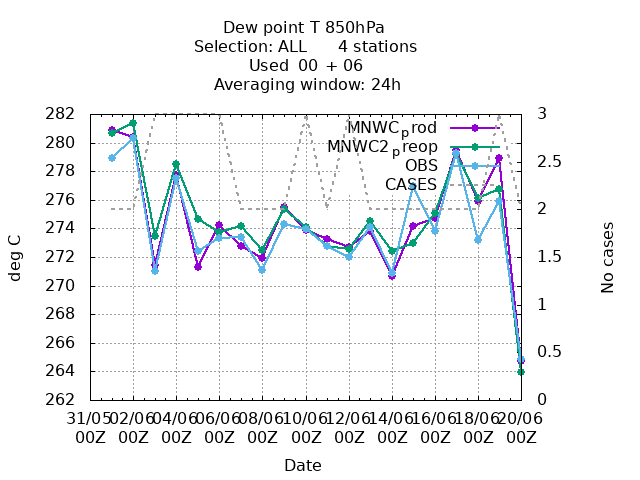 Dew point T 850hPa
Selection: ALL      4 stations
Used  00  + 06
Averaging window: 24h
282
280
278
276
274
272
270
268
266
264
262
deg C
3
2.5
2
1.5
1
0.5
0
No cases
MNWCprod
MNWC2preop
OBS
CASES
31/05 02/06 04/06 06/06 08/06 10/06 12/06 14/06 16/06 18/06 20/06
00Z 00Z 00Z 00Z 00Z 00Z 00Z 00Z 00Z 00Z 00Z
Date